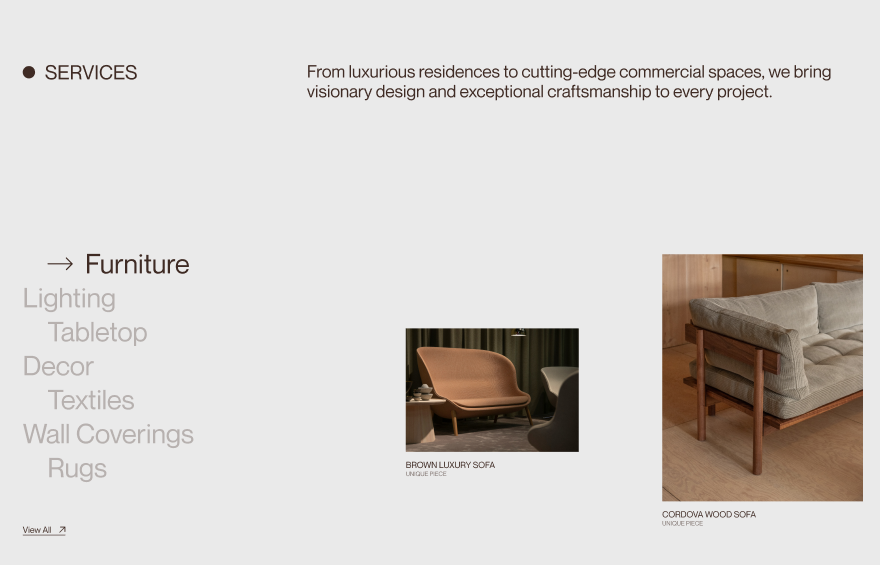 SERVICES
From luxurious residences to cutting-edge commercial spaces, we bring
visionary design and exceptional craftsmanship to every project.
Furniture
Lighting
Tabletop
Decor
Textiles
Wall Coverings
Rugs
View All
BROWN LUXURY SOFA
UNIQUE PIECE
CORDOVA WOOD SOFA
UNIQUE PIECE